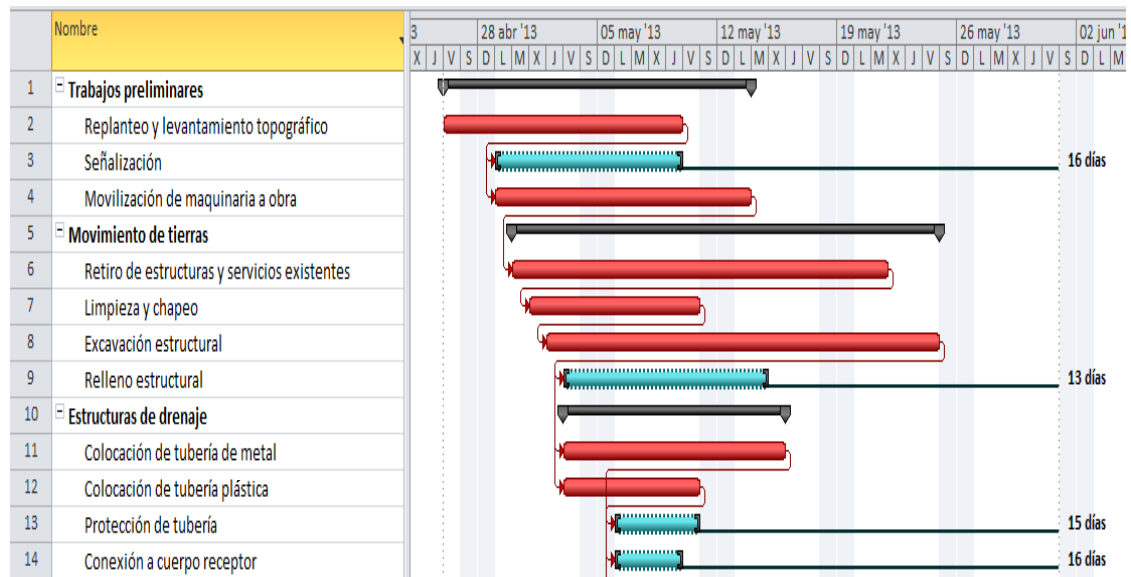 Nombre
3 28 abr '13 05 may '13 12 may '13 19 may '13 26 may '13 02 jun '1
X J V S D L M X J V S D L M X J V S D L M X J V S D L M X J V S D L M X J V S D L M
1 Trabajos preliminares
2 Replanteo y levantamiento topográfico
3 Señalización 16 días
4 Movilización de maquinaria a obra
5 Movimiento de tierras
6 Retiro de estructuras y servicios existentes
7 Limpieza y chapeo
8 Excavación estructural
9 Relleno estructural 13 días
10 Estructuras de drenaje
11 Colocación de tubería de metal
12 Colocación de tubería plástica
13 Protección de tubería 15 días
14 Conexión a cuerpo receptor 16 días